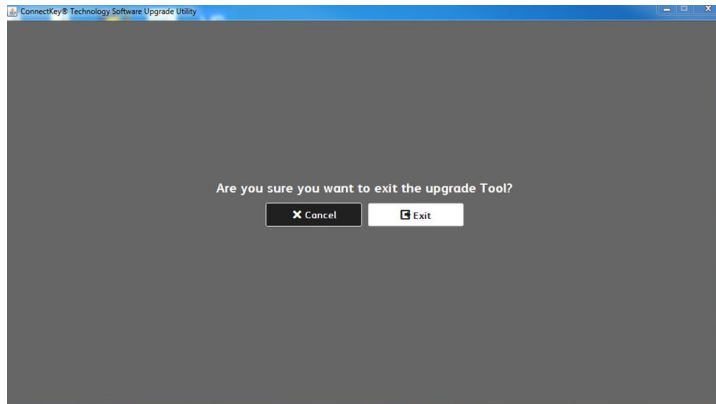 ConnectKey® Technology Software Upgrade Utility
Are you sure you want to exit the upgrade Tool?
Cancel
Exit